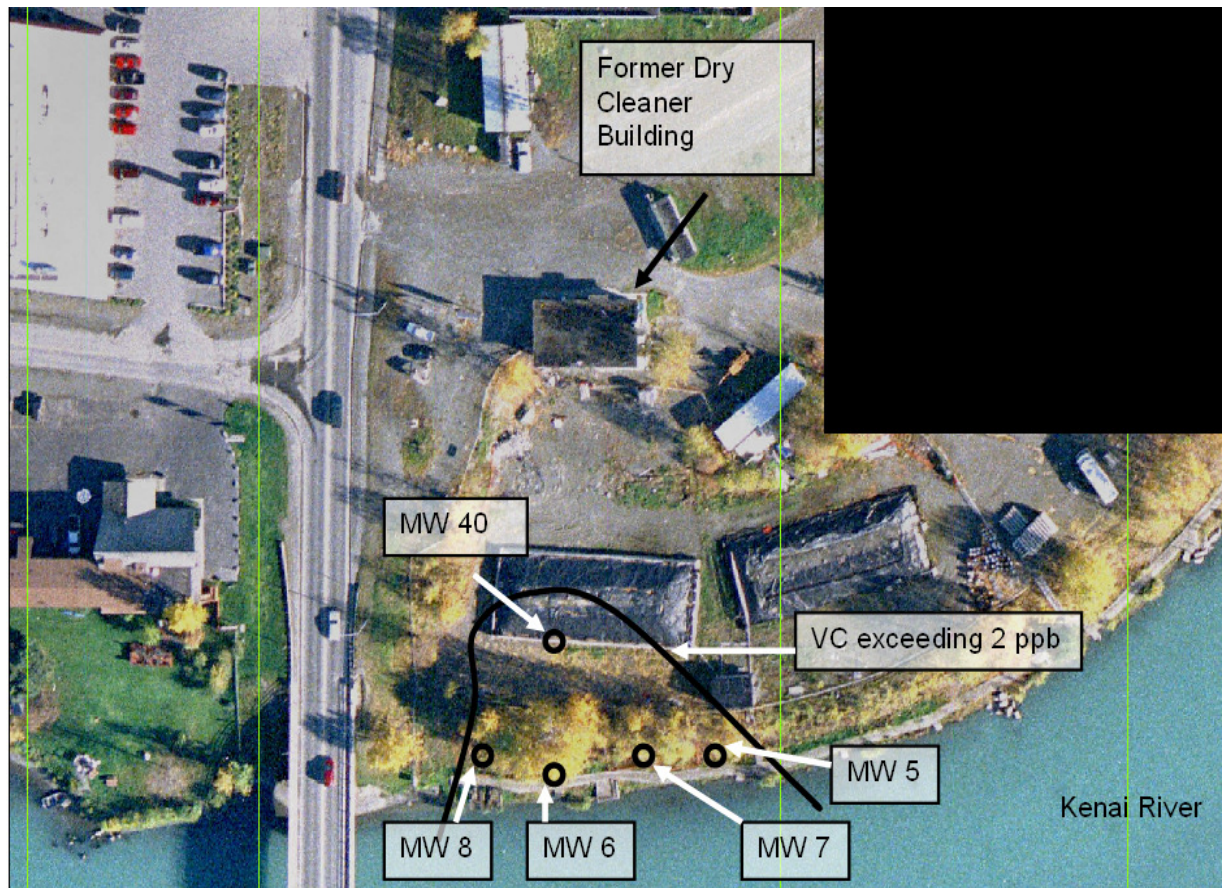 Former Dry
Cleaner
Building
MW 40
VC exceeding 2 ppb
MW 5
Kenai River
MW 8
MW 6
MW 7